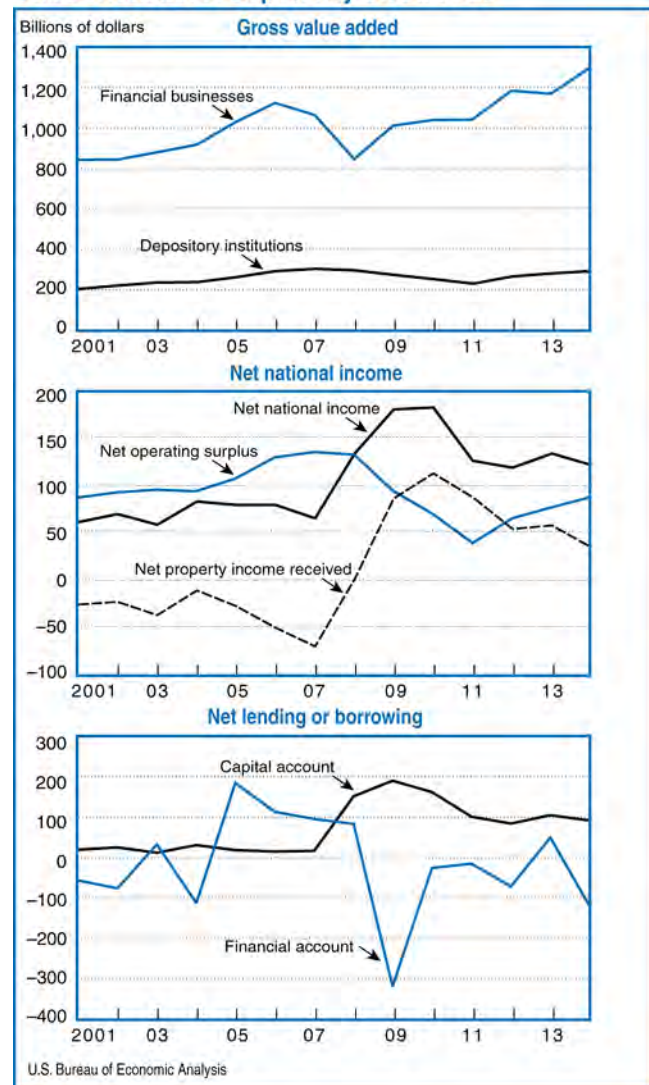 Billions of dollars
Gross value added
1,400
1,200
Financial businesses
1,000
800
600
400
Depository institutions
200
0
2001 03 05 07 09 11 13
Net national income
200
Net national income
150
Net operating surplus
100
50
0
Net property income received
−50
−100
2001 03 05 07 09 11 13
Net lending or borrowing
300
Capital account
200
100
0
−100
−200
Financial account
−300
−400
2001 03 05 07 09 11 13
U.S. Bureau of Economic Analysis